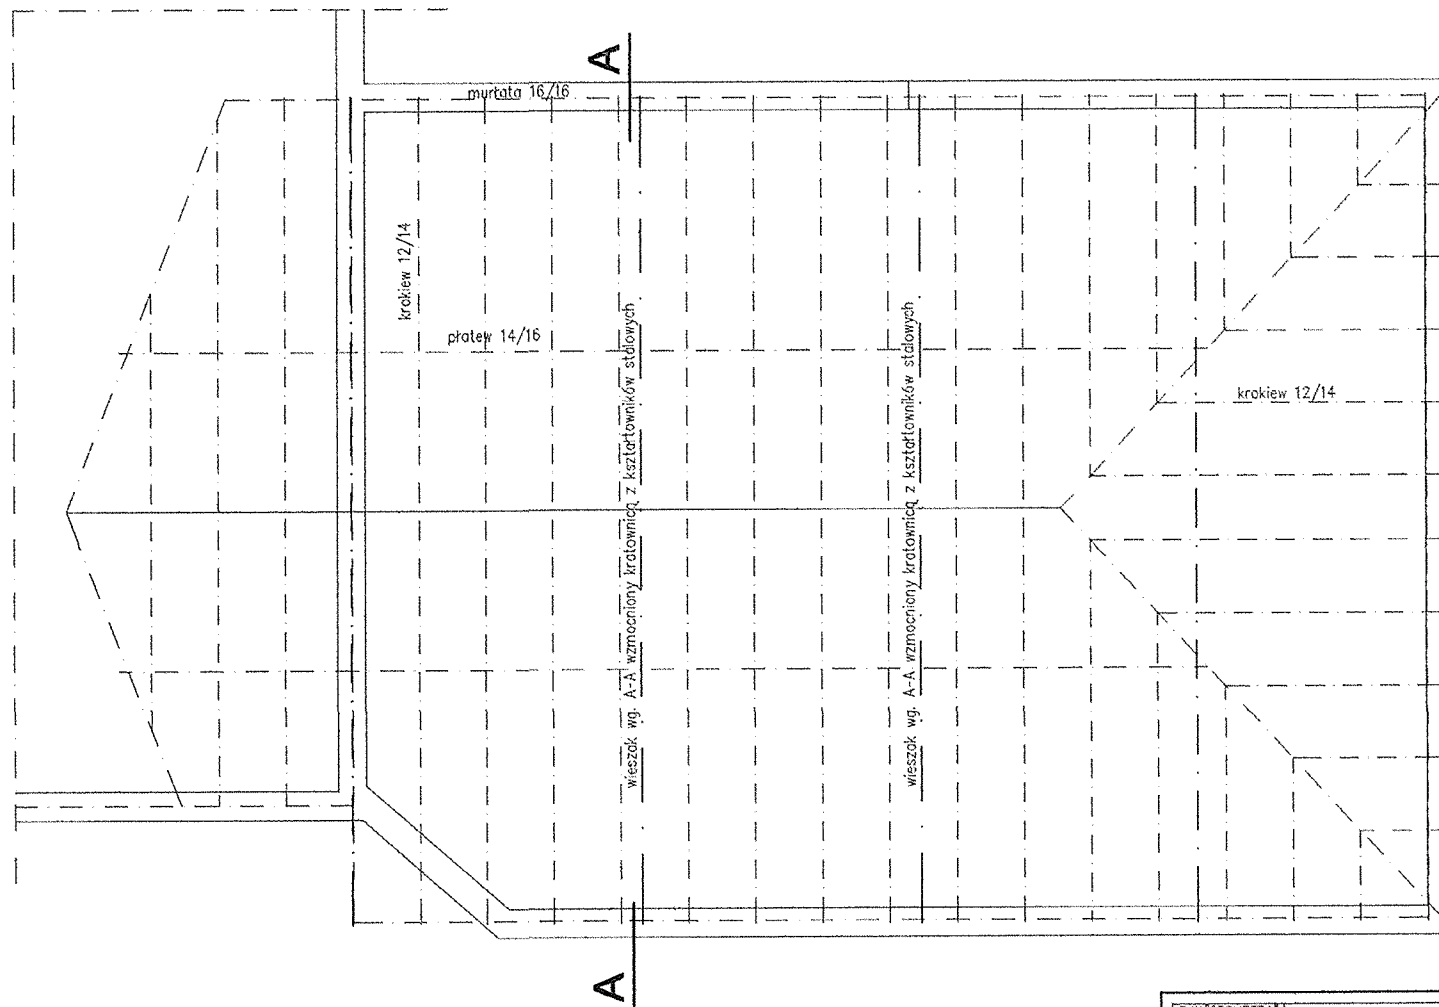 A
murłata 16/16
krokiew 12/14
płatew 14/16
wieszak wg. A-A wzmocniony kratownicą z kształtowników stalowych
wieszak wg. A-A wzmocniony kratownicą z kształtowników stalowych
krokiew 12/14
A